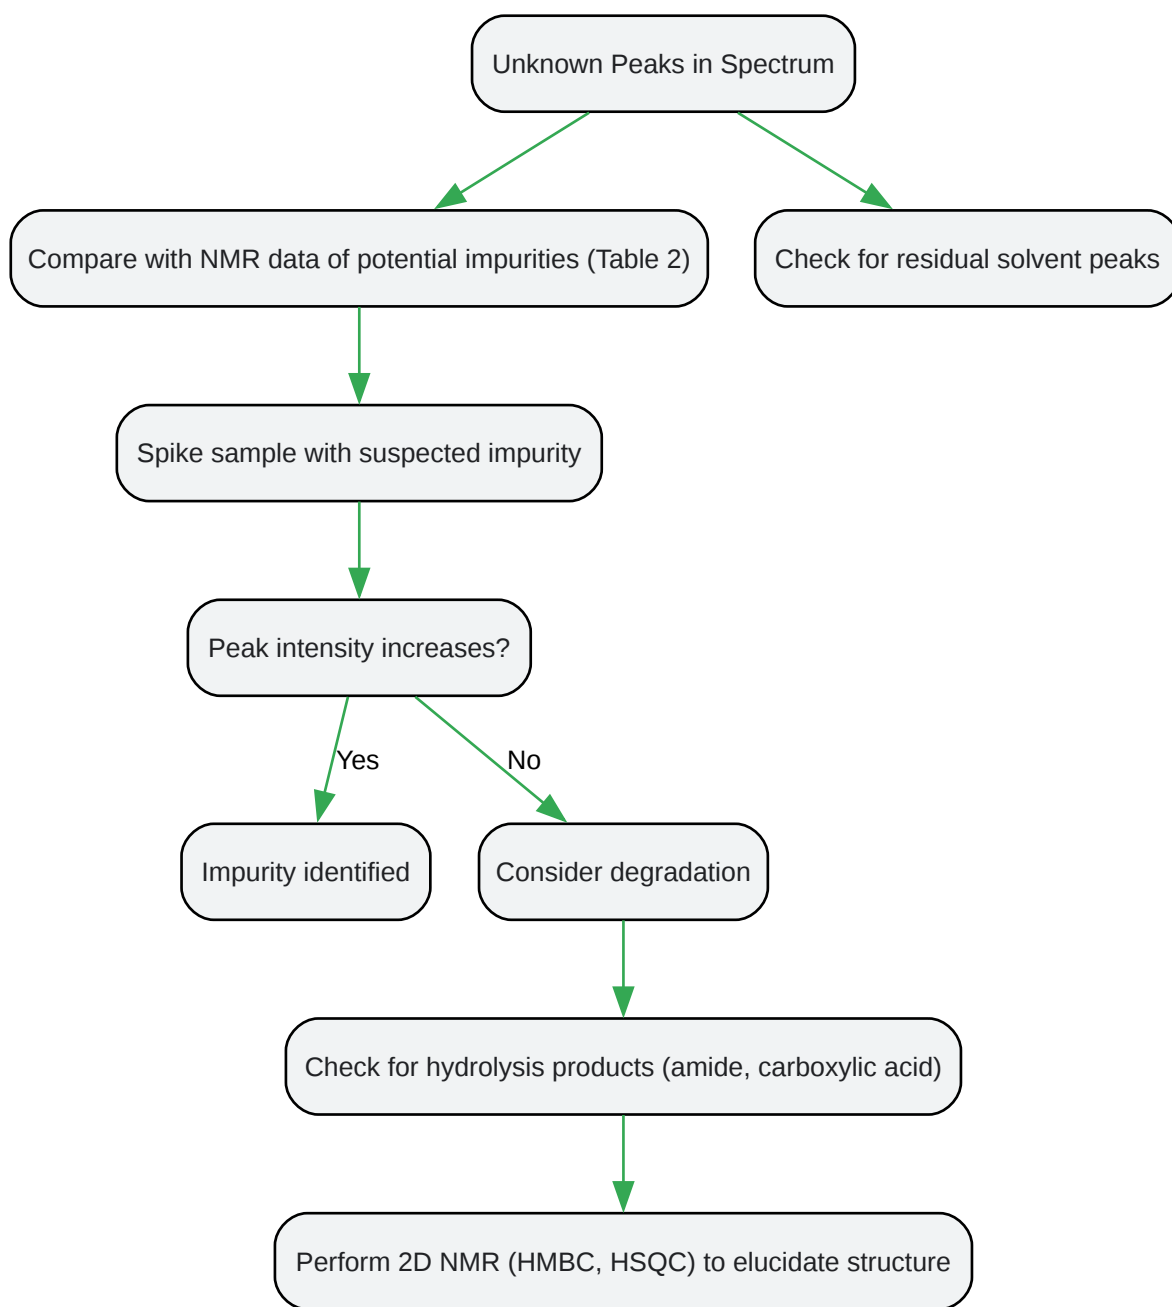 Unknown Peaks in Spectrum
Compare with NMR data of potential impurities (Table 2)
Check for residual solvent peaks
Spike sample with suspected impurity
Peak intensity increases?
Yes
No
Impurity identified
Consider degradation
Check for hydrolysis products (amide, carboxylic acid)
Perform 2D NMR (HMBC, HSQC) to elucidate structure